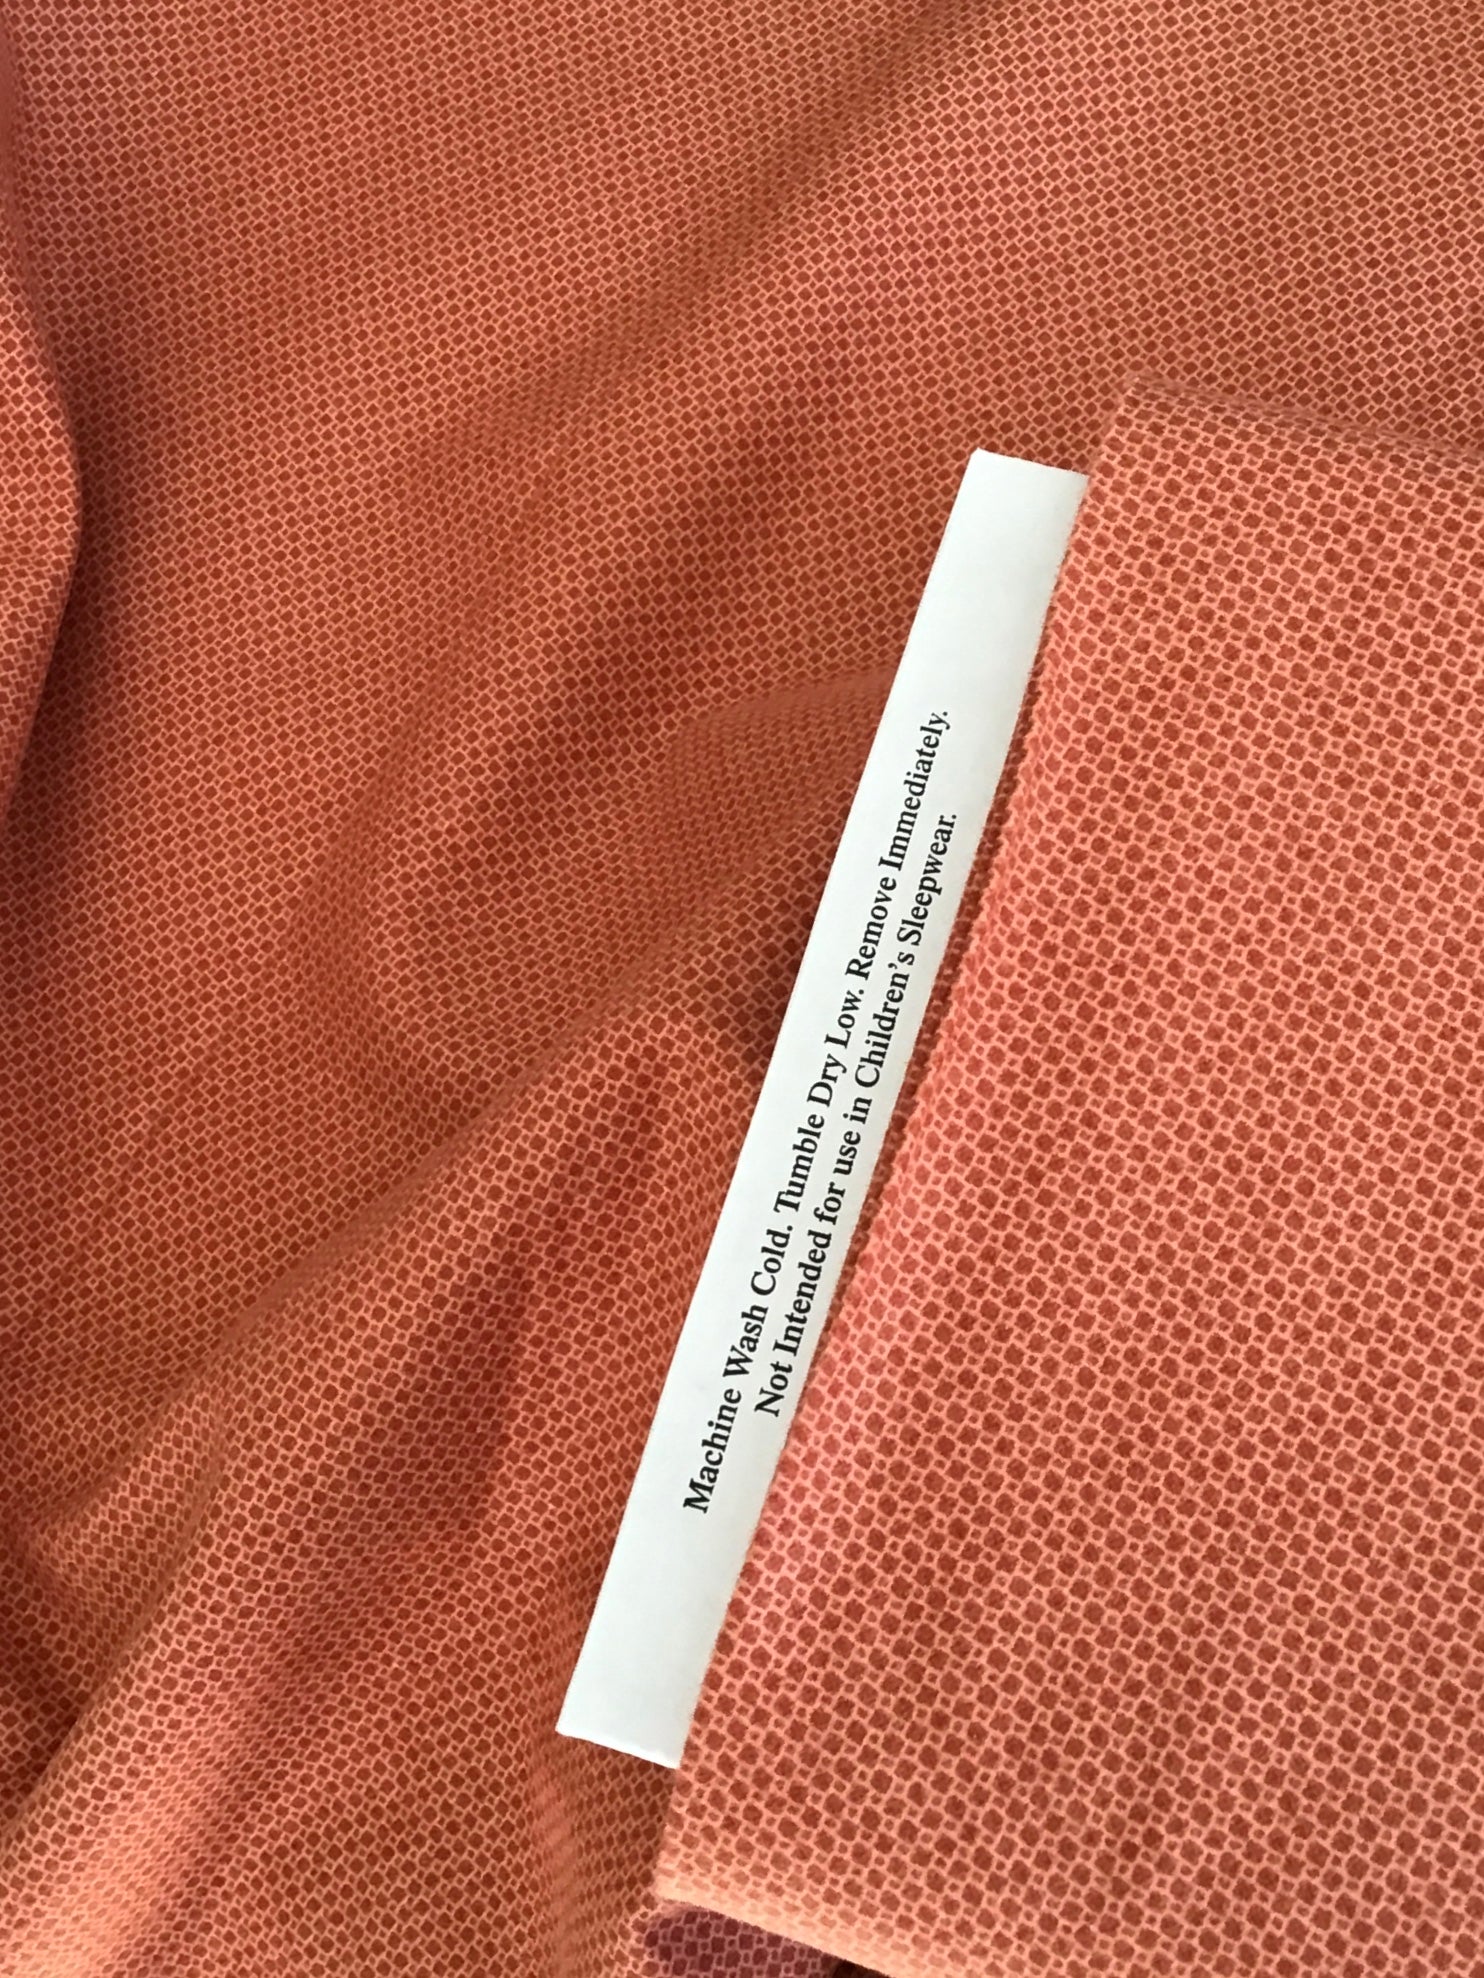 Machine Wash Cold. Tumble Dry Low. Remove Immediately.
Not Intended for use in Children's Sleepwear.